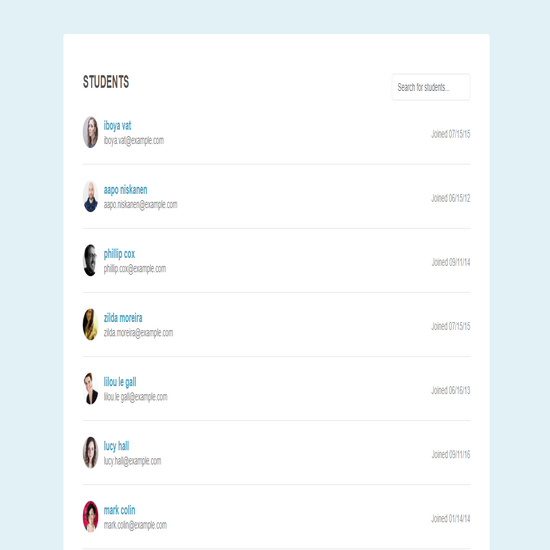 STUDENTS
Search for students...
iboya vat
iboya.vat@example.com
Joined 07/15/15
aapo niskanen
aapo.niskanen@example.com
Joined 06/15/12
phillip cox
phillip.cox@example.com
Joined 09/11/14
zilda moreira
zilda.moreira@example.com
Joined 07/15/15
lilou le gall
lilou.le gall@example.com
Joined 06/16/13
lucy hall
lucy.hall@example.com
Joined 09/11/16
mark colin
mark.colin@example.com
Joined 01/14/14